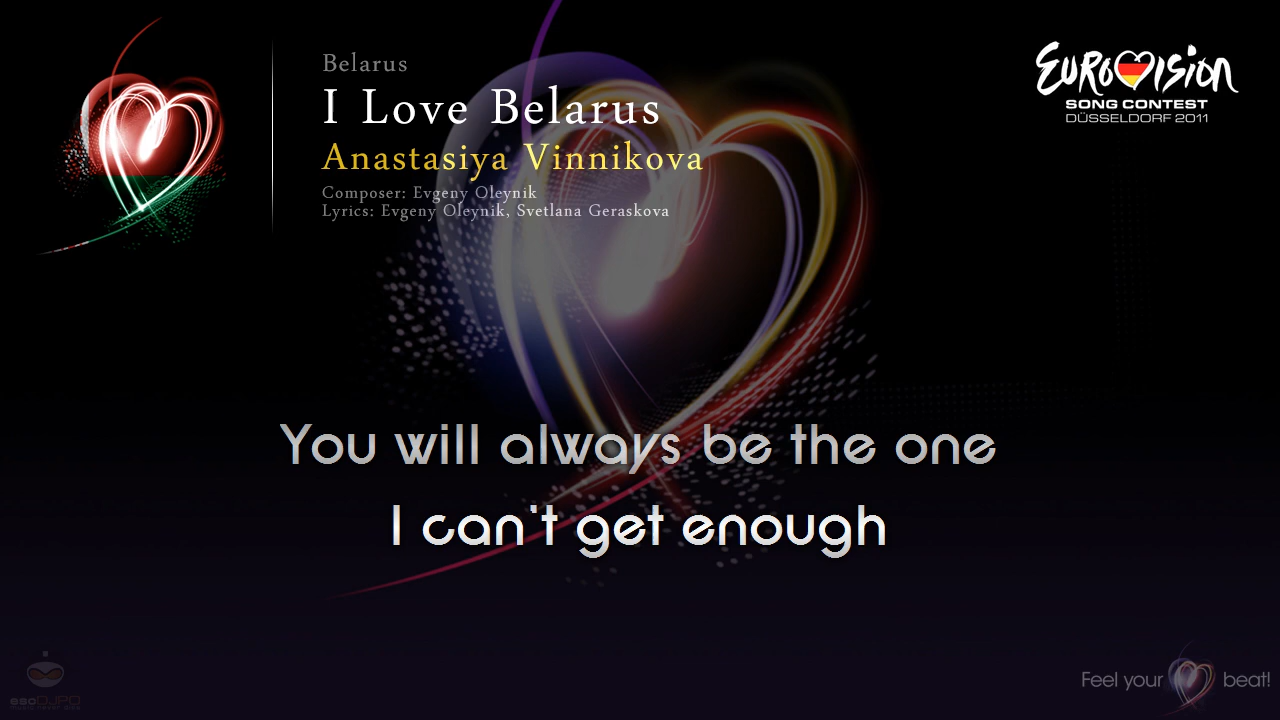 Belarus
I Love Belarus
Anastasiya Vinnikova
Composer: Evgeny Oleynik
Lyrics: Evgeny Oleynik, Svetlana Geraskova
EUROVISION
SONG CONTEST
DÜSSELDORF 2011
You will always be the one
I can't get enough
escDJPD
Feel your beat!